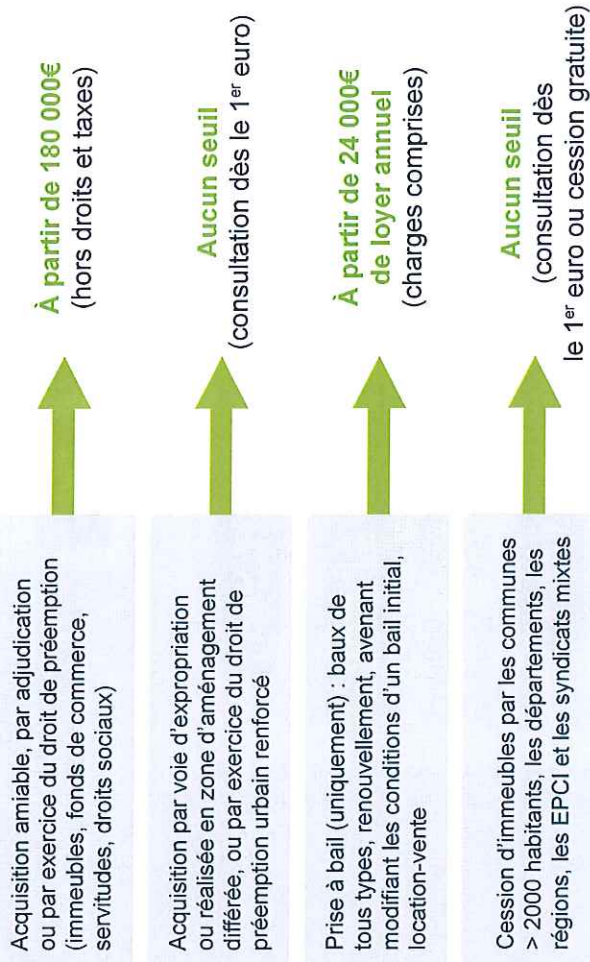 Acquisition amiable, par adjudication
ou par exercice du droit de préemption
(immeubles, fonds de commerce,
servitudes, droits sociaux)
À partir de 180 000€
(hors droits et taxes)
Acquisition par voie d'expropriation
ou réalisée en zone d'aménagement
différée, ou par exercice du droit de
préemption urbain renforcé
Aucun seuil
(consultation dès le 1er euro)
Prise à bail (uniquement) : baux de
tous types, renouvellement, avenant
modifiant les conditions d'un bail initial,
location-vente
À partir de 24 000€
de loyer annuel
(charges comprises)
Cession d'immeubles par les communes
> 2000 habitants, les départements, les
régions, les EPCI et les syndicats mixtes
Aucun seuil
(consultation dès
le 1er euro ou cession gratuite)